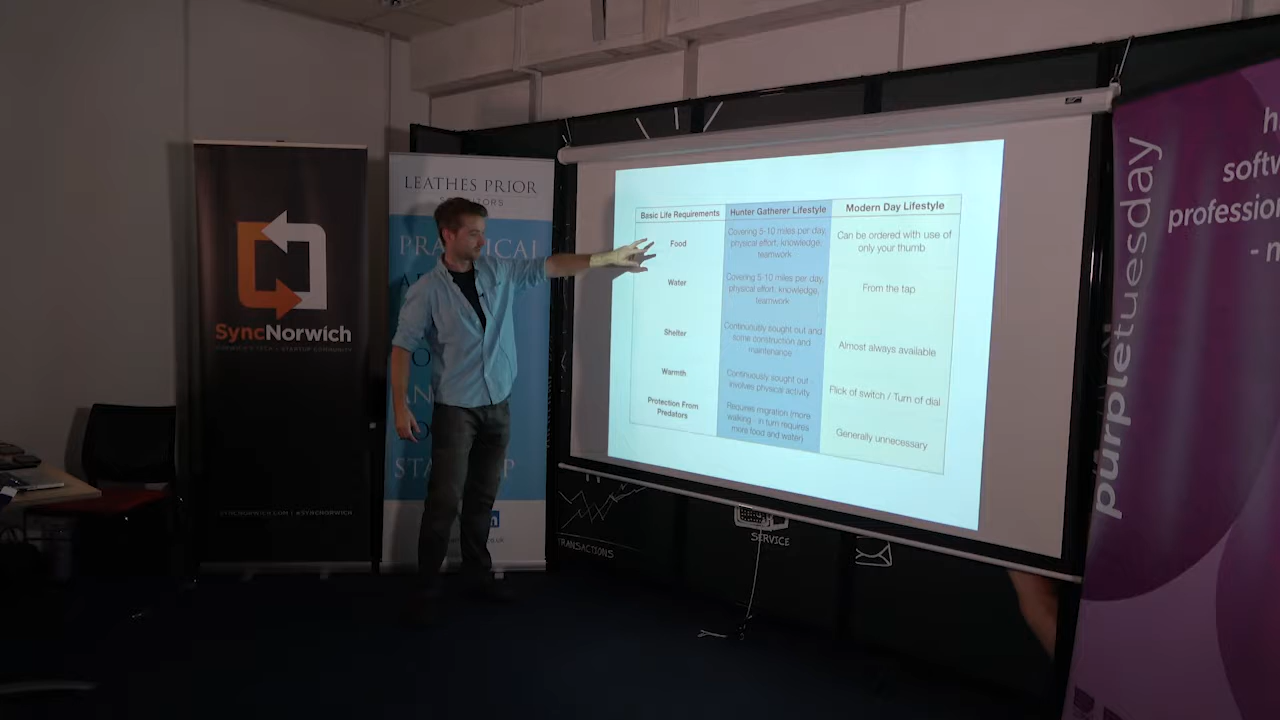 SyncNorwich
SYNCNORWICH.COM | @SYNCNORWICH
LEATHES PRIOR
Basic Life Requirements
Hunter Gatherer Lifestyle
Modern Day Lifestyle
Food
Covering 5-10 miles per day,
physical effort, knowledge,
teamwork
Can be ordered with use of
only your thumb
Water
Covering 5-10 miles per day,
physical effort, knowledge,
teamwork
From the tap
Shelter
Continuously sought out and
some construction and
maintenance
Almost always available
Warmth
Continuously sought out -
involves physical activity
Flick of switch / Turn of dial
Protection From
Predators
Requires migration (more
walking - in turn requires
more food and water)
Generally unnecessary
TRANSACTIONS
SERVICE
purpletuesday